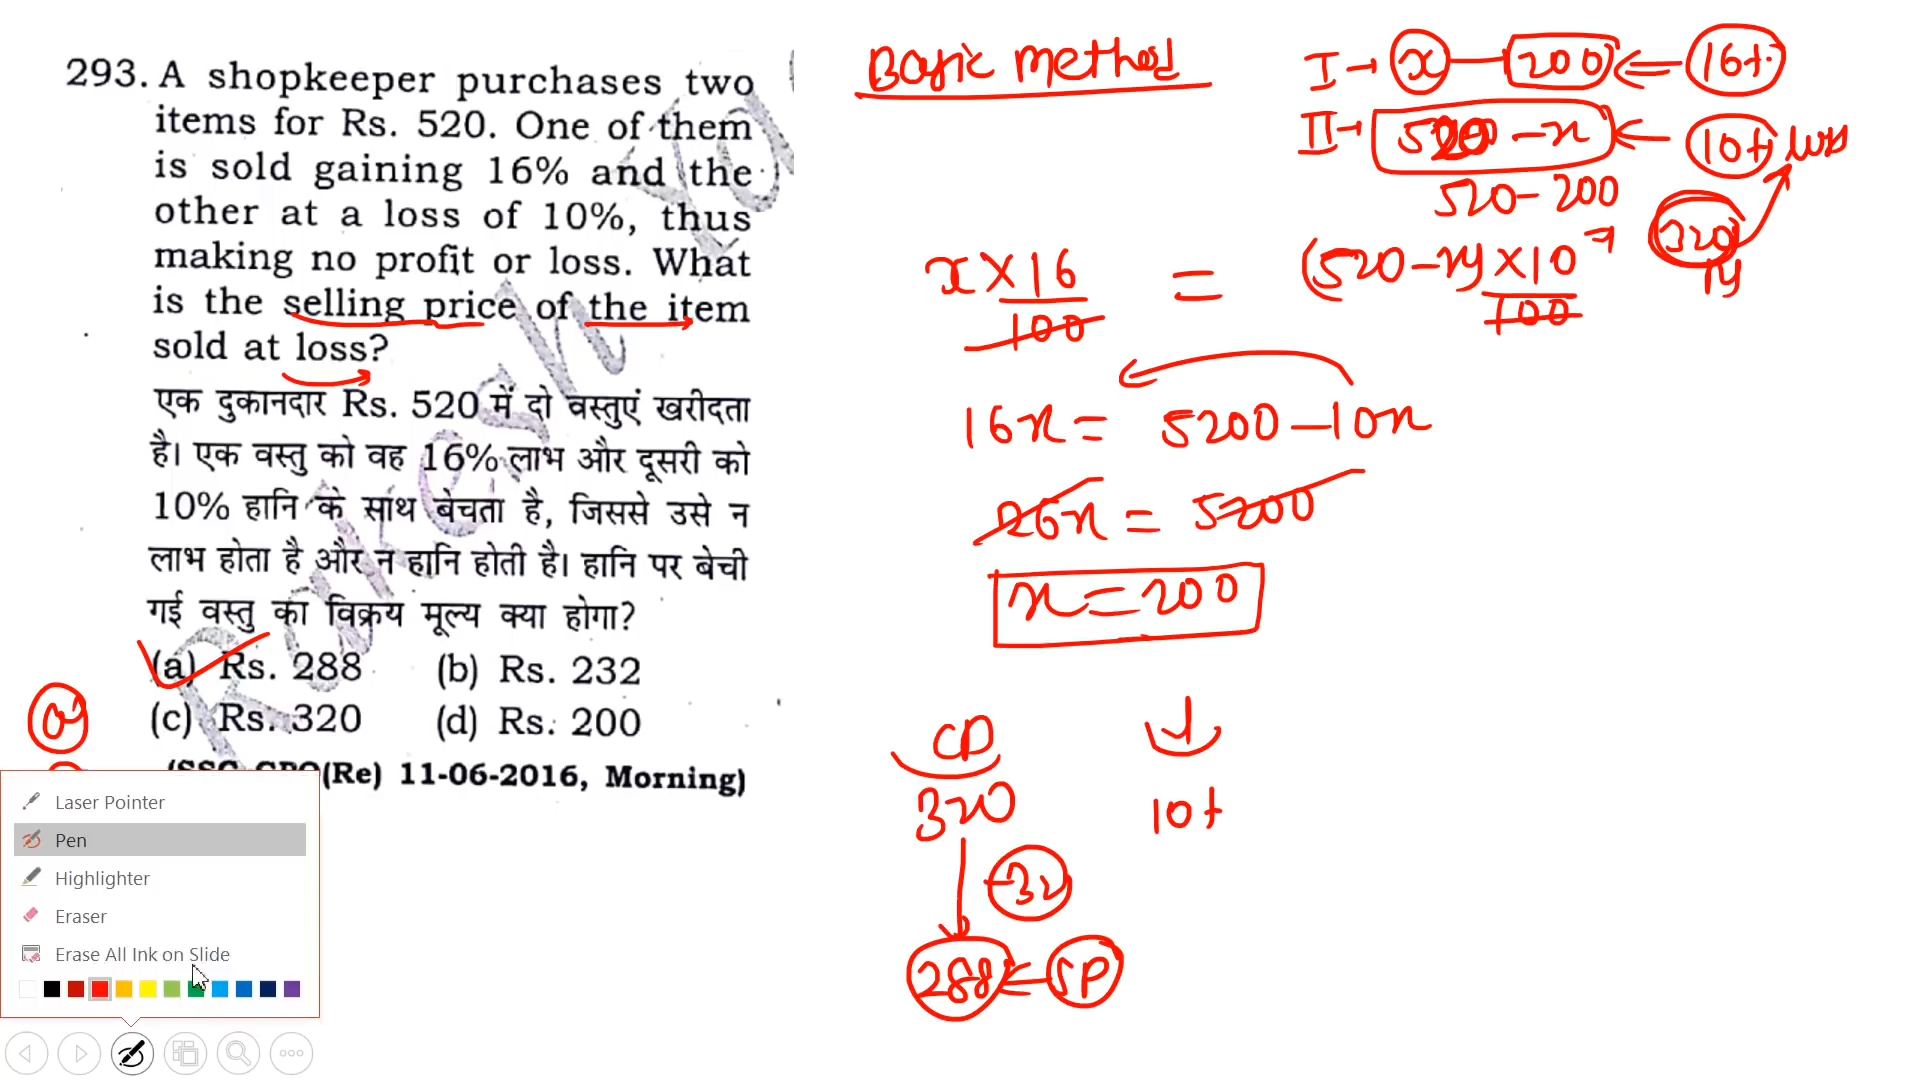 293. A shopkeeper purchases two
items for Rs. 520. One of them
is sold gaining 16% and the
other at a loss of 10%, thus
making no profit or loss. What
is the selling price of the item
sold at loss?
एक दुकानदार Rs. 520 में दो वस्तुएं खरीदता
है। एक वस्तु को वह 16% लाभ और दूसरी को
10% हानि के साथ बेचता है, जिससे उसे न
लाभ होता है और न हानि होती है। हानि पर बेची
गई वस्तु का विक्रय मूल्य क्या होगा?
(a) Rs. 288 (b) Rs. 232
(c) Rs. 320 (d) Rs. 200
(SSC CPO(Re) 11-06-2016, Morning)
Laser Pointer
Pen
Highlighter
Eraser
Erase All Ink on Slide
Basic Method
I → x — 200 ⇐ 16%
II → 520 - x ← 10% loss
520 - 200
320
x × 16/100 = (520 - x) × 10/100
16x = 5200 - 10x
26x = 5200
x = 200
CP
320 10%
-32
288 ⇐ SP